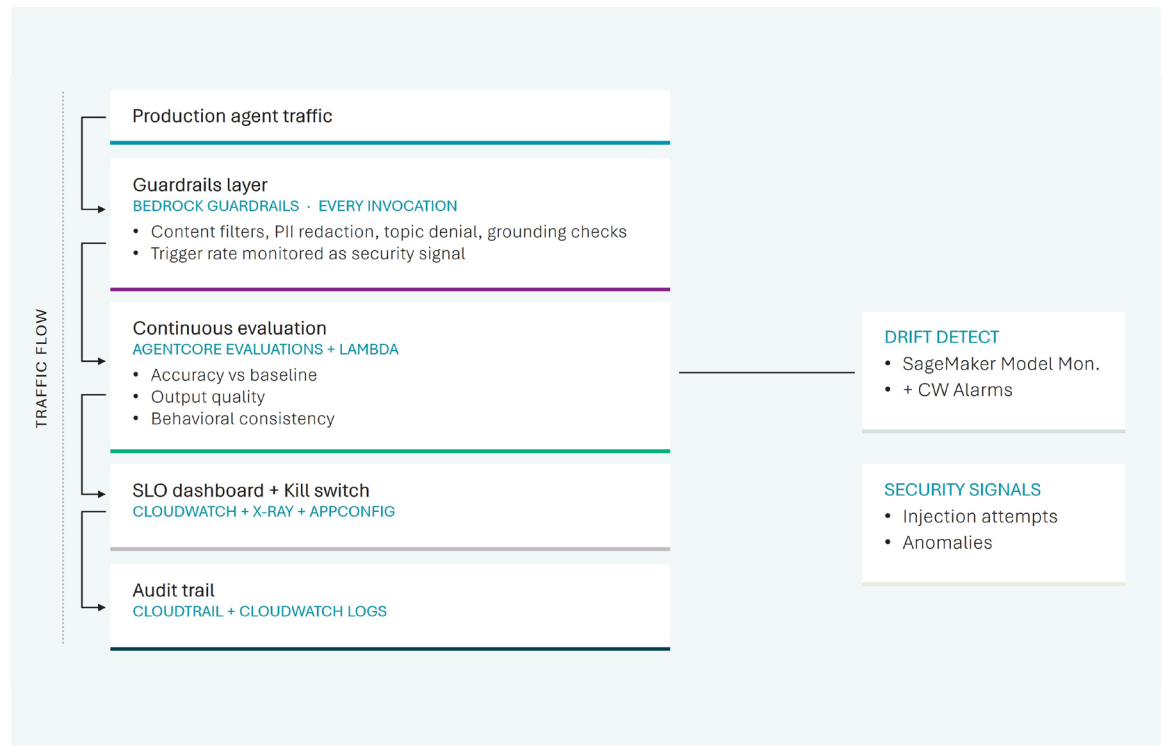 TRAFFIC FLOW
Production agent traffic
Guardrails layer
BEDROCK GUARDRAILS · EVERY INVOCATION
• Content filters, PII redaction, topic denial, grounding checks
• Trigger rate monitored as security signal
Continuous evaluation
AGENTCORE EVALUATIONS + LAMBDA
• Accuracy vs baseline
• Output quality
• Behavioral consistency
SLO dashboard + Kill switch
CLOUDWATCH + X-RAY + APPCONFIG
Audit trail
CLOUDTRAIL + CLOUDWATCH LOGS
DRIFT DETECT
• SageMaker Model Mon.
• + CW Alarms
SECURITY SIGNALS
• Injection attempts
• Anomalies